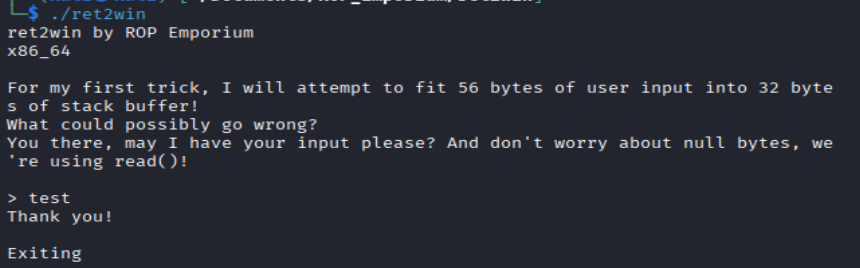 $ ./ret2win
ret2win by ROP Emporium
x86_64
For my first trick, I will attempt to fit 56 bytes of user input into 32 byte
s of stack buffer!
What could possibly go wrong?
You there, may I have your input please? And don't worry about null bytes, we
're using read()!
> test
Thank you!
Exiting